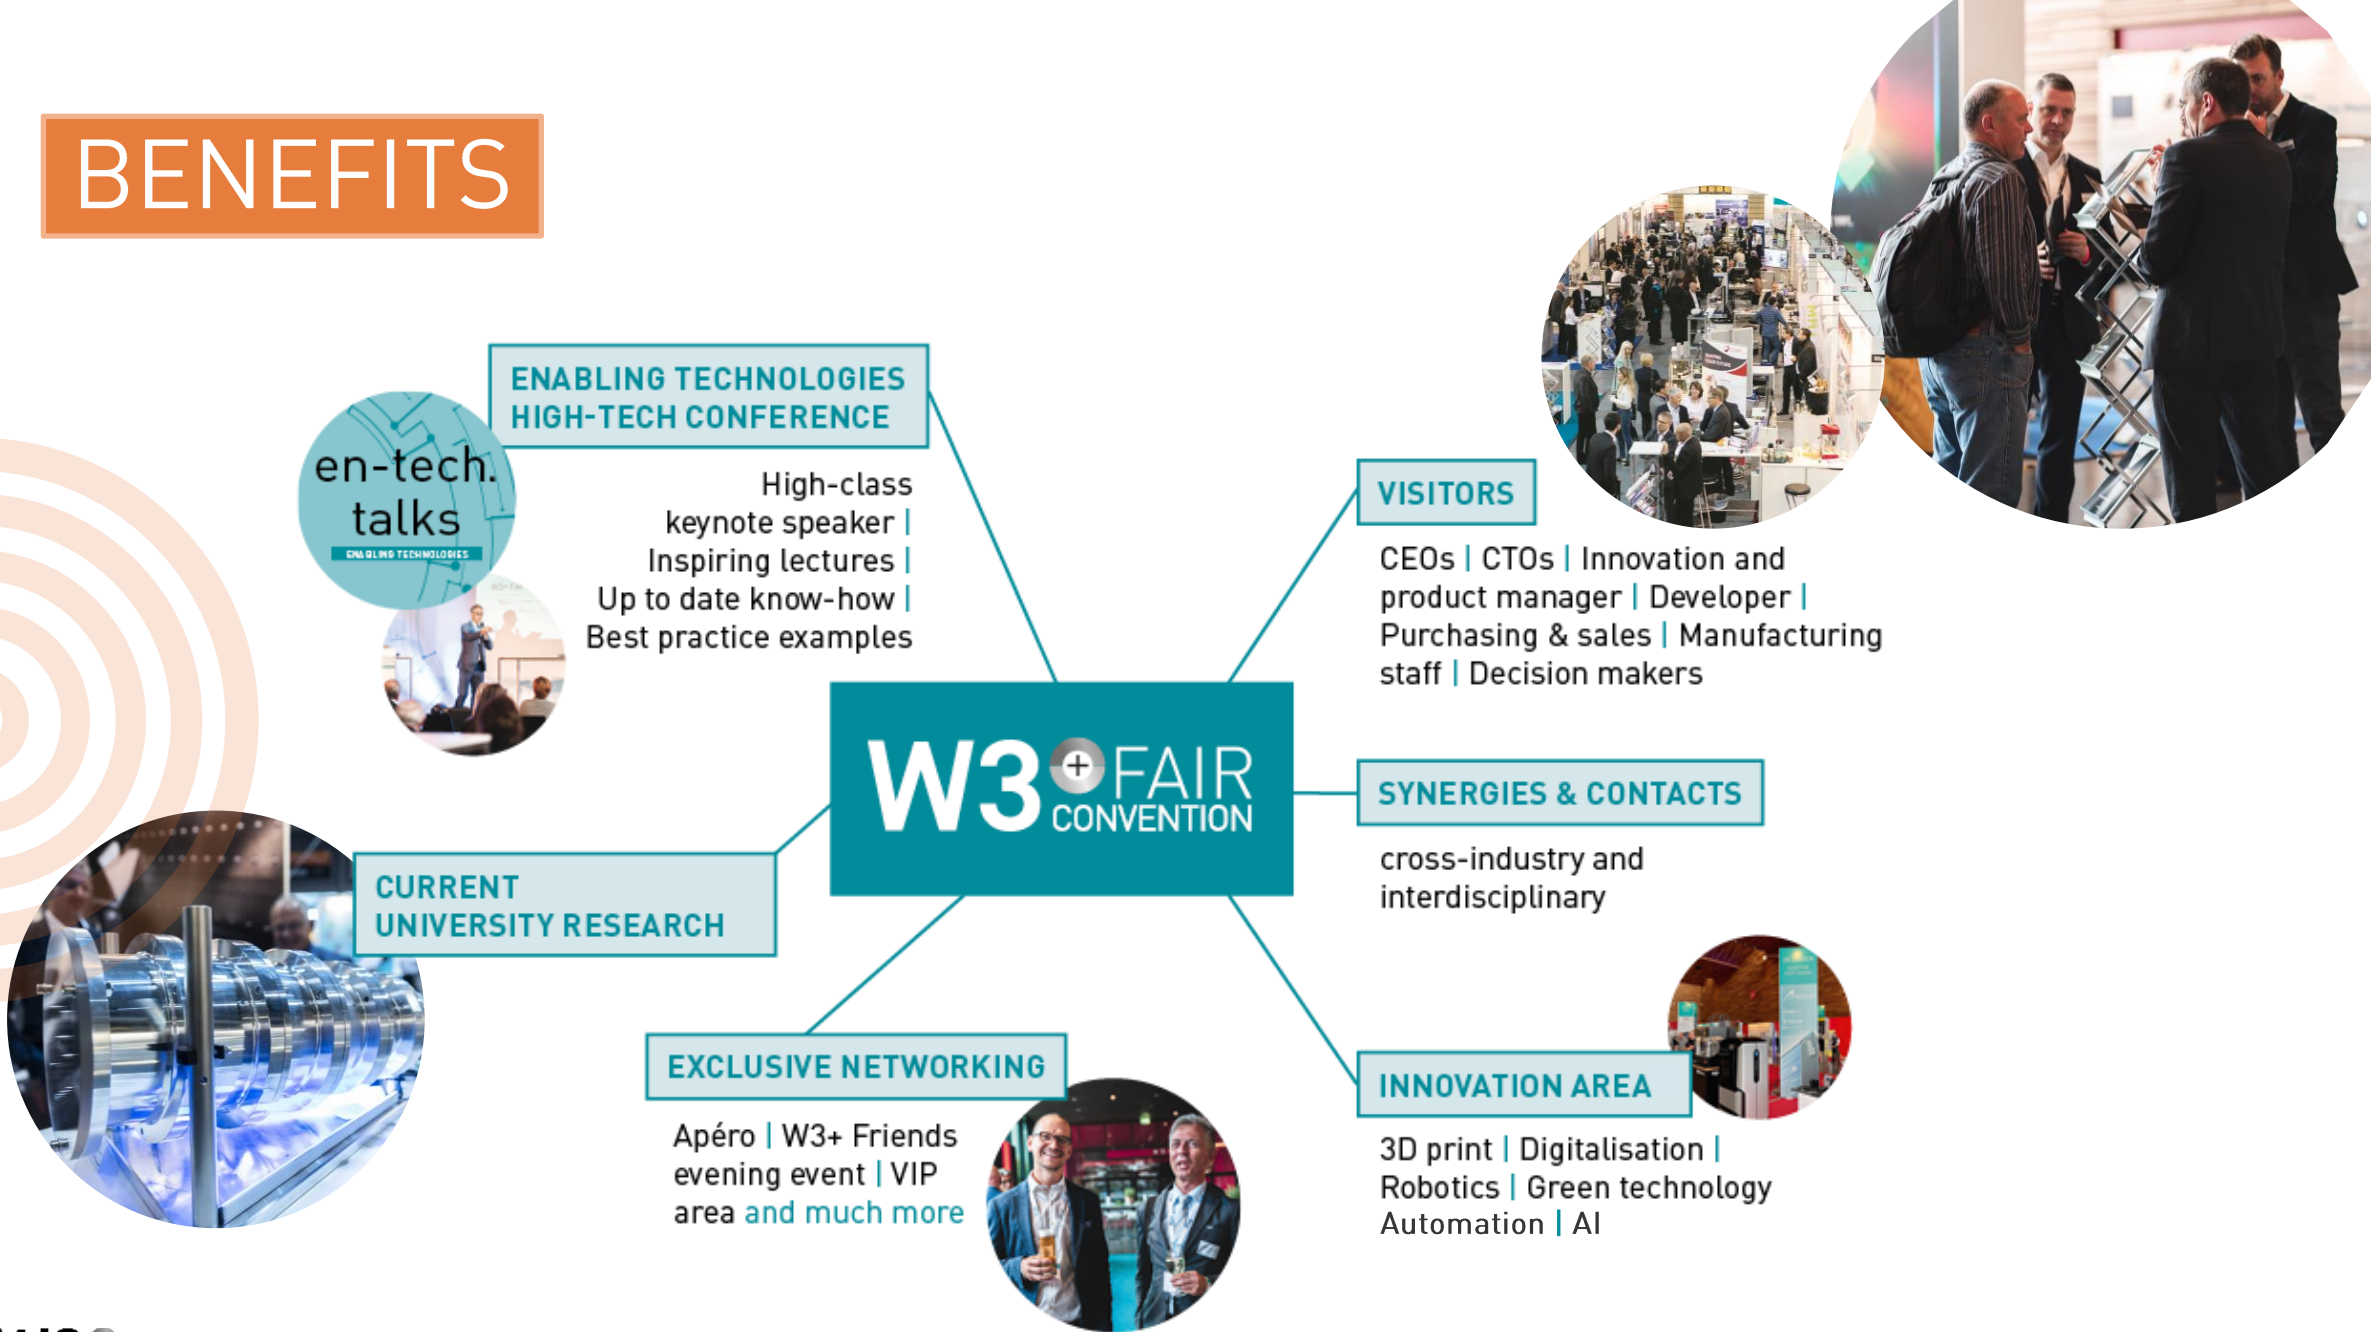 BENEFITS
ENABLING TECHNOLOGIES
HIGH-TECH CONFERENCE
en-tech.
talks
ENABLING TECHNOLOGIES
High-class
keynote speaker |
Inspiring lectures |
Up to date know-how |
Best practice examples
VISITORS
CEOs | CTOs | Innovation and
product manager | Developer |
Purchasing & sales | Manufacturing
staff | Decision makers
W3+ FAIR
CONVENTION
SYNERGIES & CONTACTS
cross-industry and
interdisciplinary
CURRENT
UNIVERSITY RESEARCH
EXCLUSIVE NETWORKING
Apéro | W3+ Friends
evening event | VIP
area and much more
INNOVATION AREA
3D print | Digitalisation |
Robotics | Green technology
Automation | AI